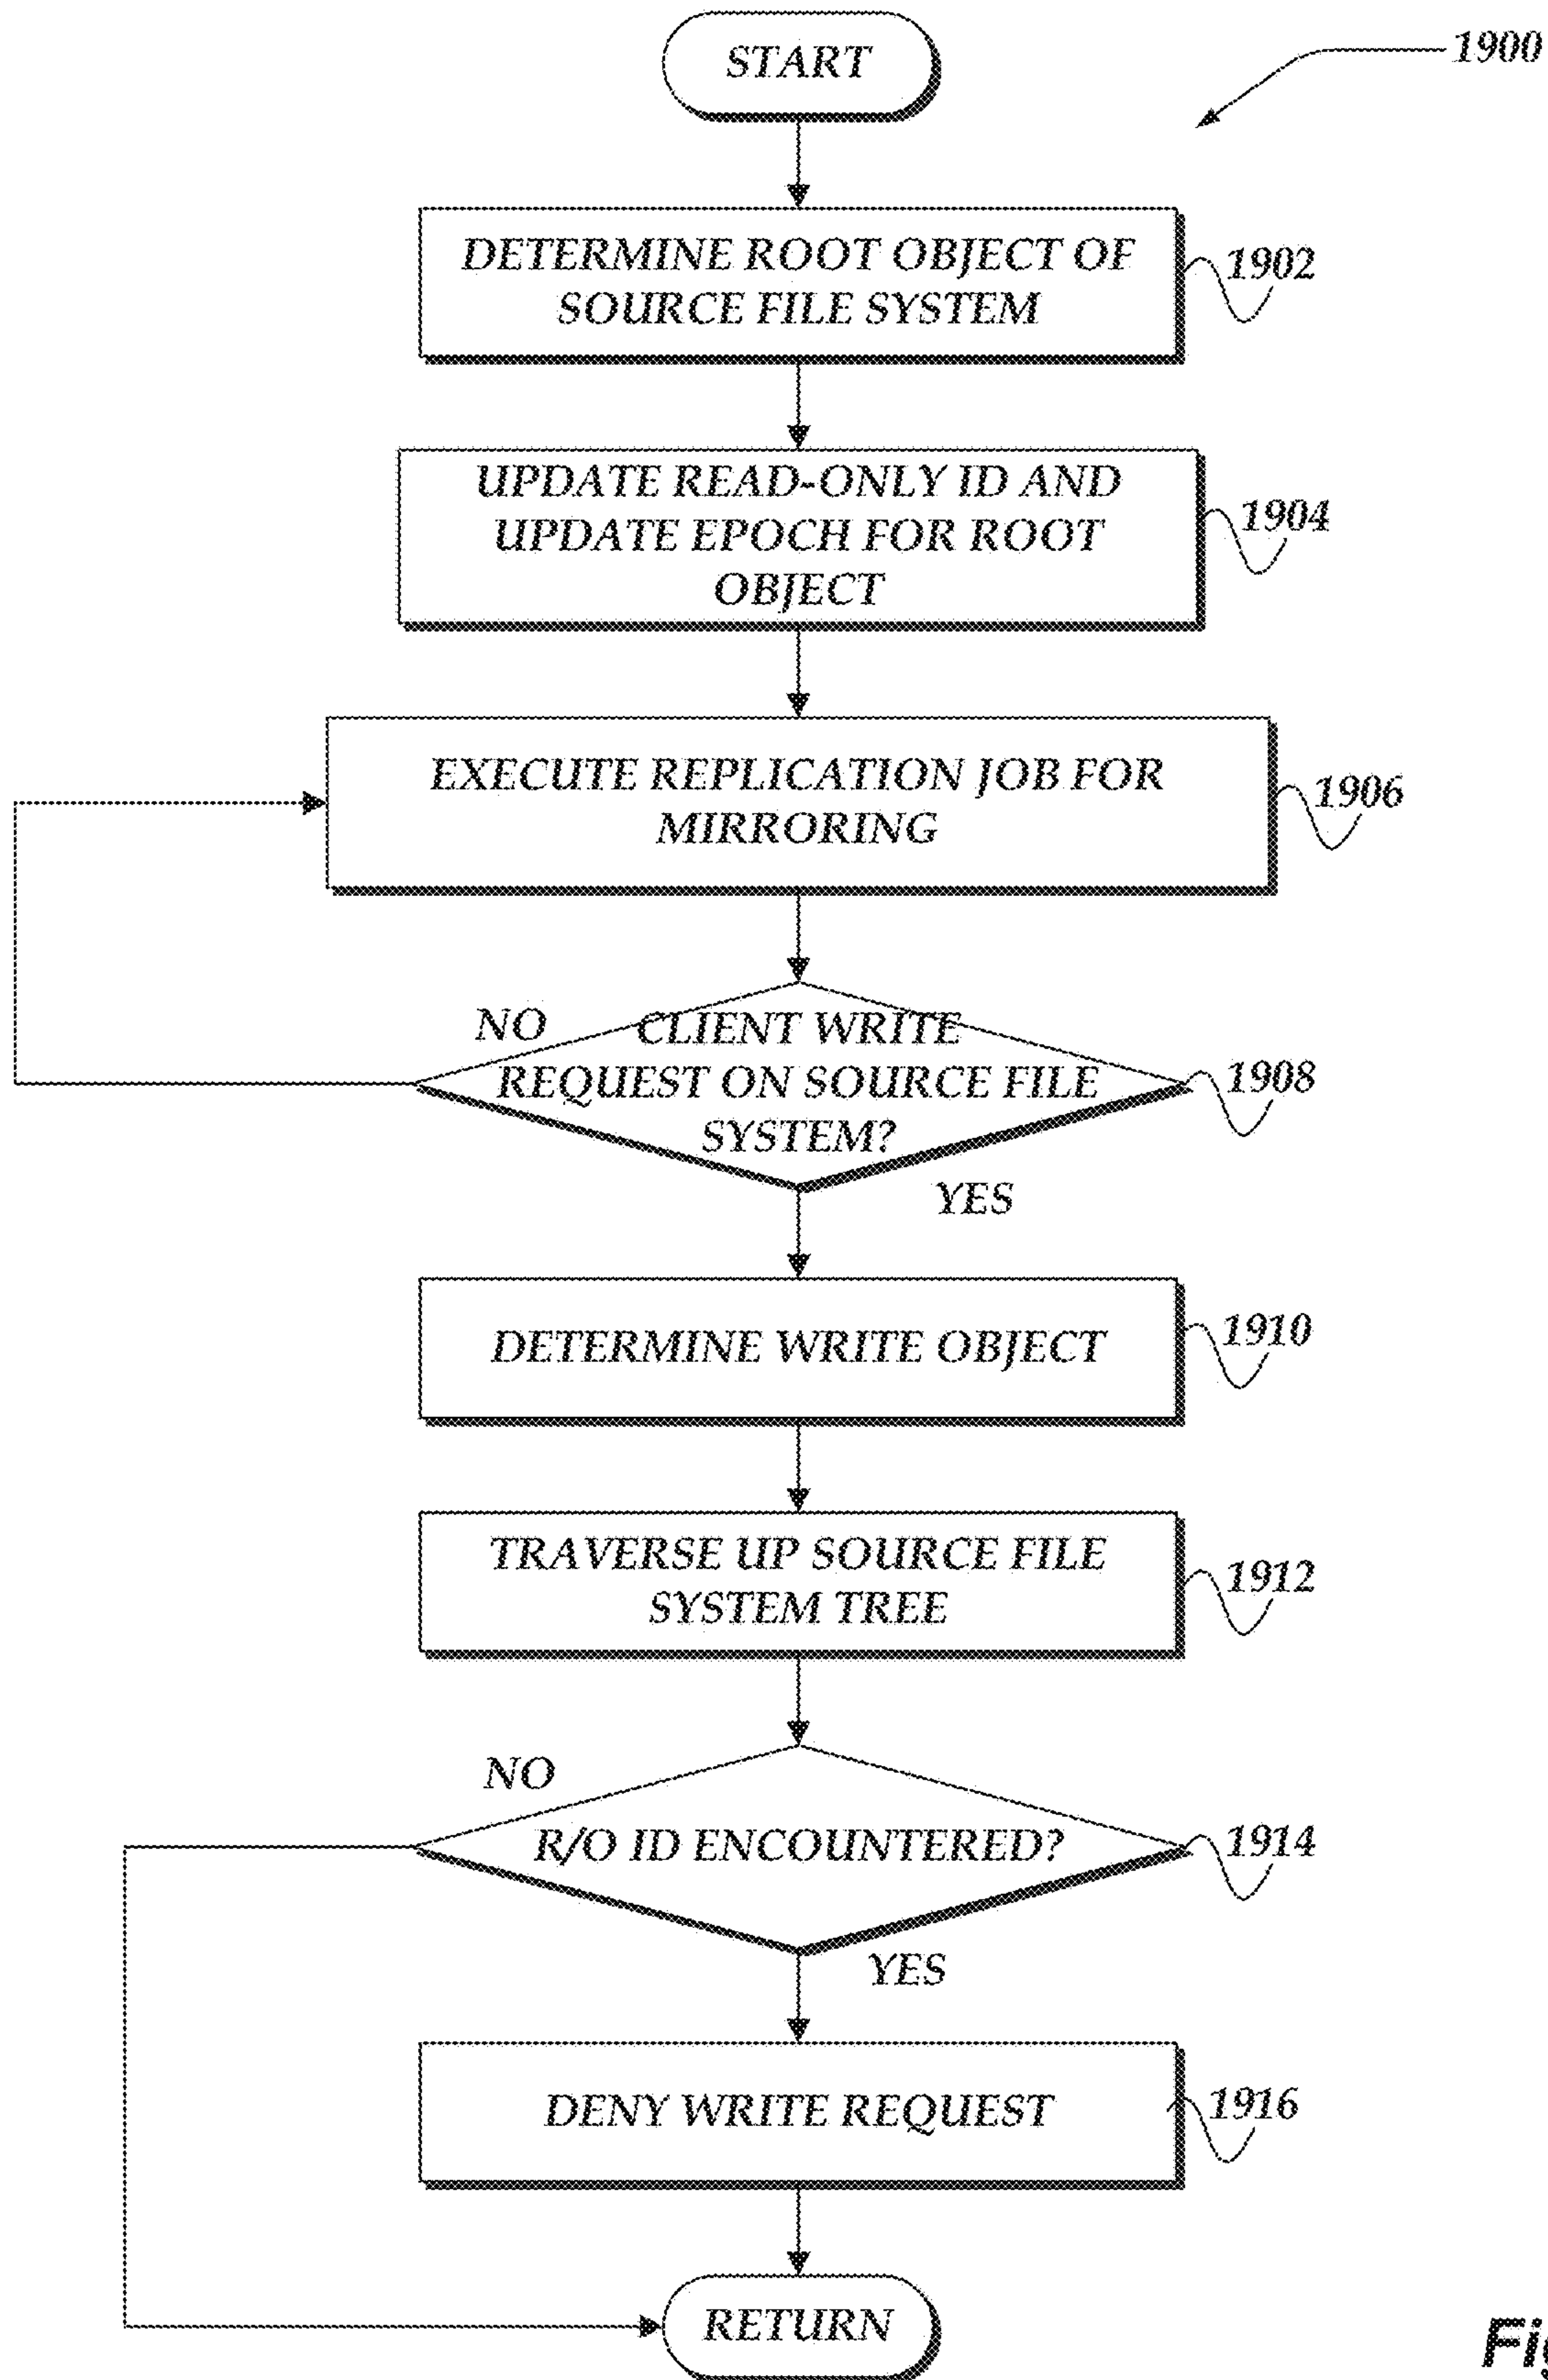 START
1900
DETERMINE ROOT OBJECT OF
SOURCE FILE SYSTEM
1902
UPDATE READ-ONLY ID AND
UPDATE EPOCH FOR ROOT
OBJECT
1904
EXECUTE REPLICATION JOB FOR
MIRRORING
1906
NO
CLIENT WRITE
REQUEST ON SOURCE FILE
SYSTEM?
1908
YES
DETERMINE WRITE OBJECT
1910
TRAVERSE UP SOURCE FILE
SYSTEM TREE
1912
NO
R/O ID ENCOUNTERED?
1914
YES
DENY WRITE REQUEST
1916
RETURN